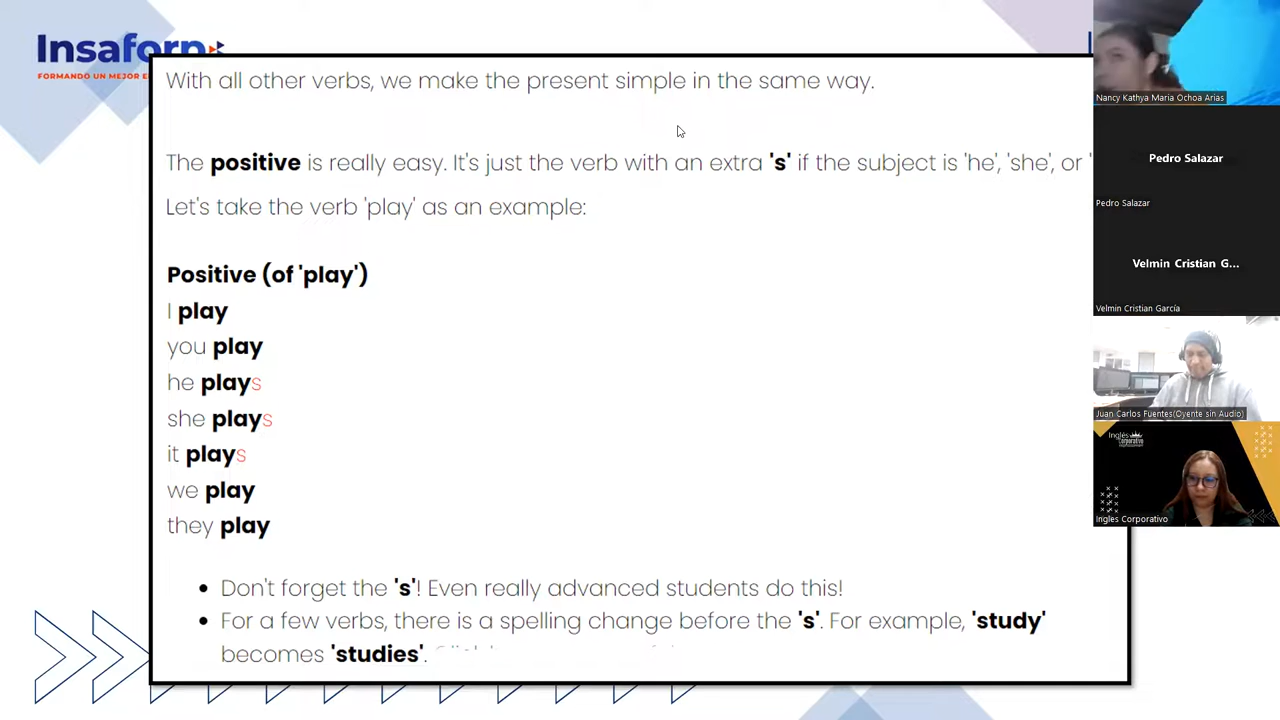 Insaforp
FORMANDO UN MEJOR E
With all other verbs, we make the present simple in the same way.
The positive is really easy. It's just the verb with an extra 's' if the subject is 'he', 'she', or '
Let's take the verb 'play' as an example:
Positive (of 'play')
I play
you play
he plays
she plays
it plays
we play
they play
• Don't forget the 's'! Even really advanced students do this!
• For a few verbs, there is a spelling change before the 's'. For example, 'study'
becomes 'studies'.
Nancy Kathya Maria Ochoa Arias
Pedro Salazar
Pedro Salazar
Velmin Cristian G...
Velmin Cristian García
Juan Carlos Fuentes(Oyente sin Audio)
Inglés
Corporativo
Ingles Corporativo